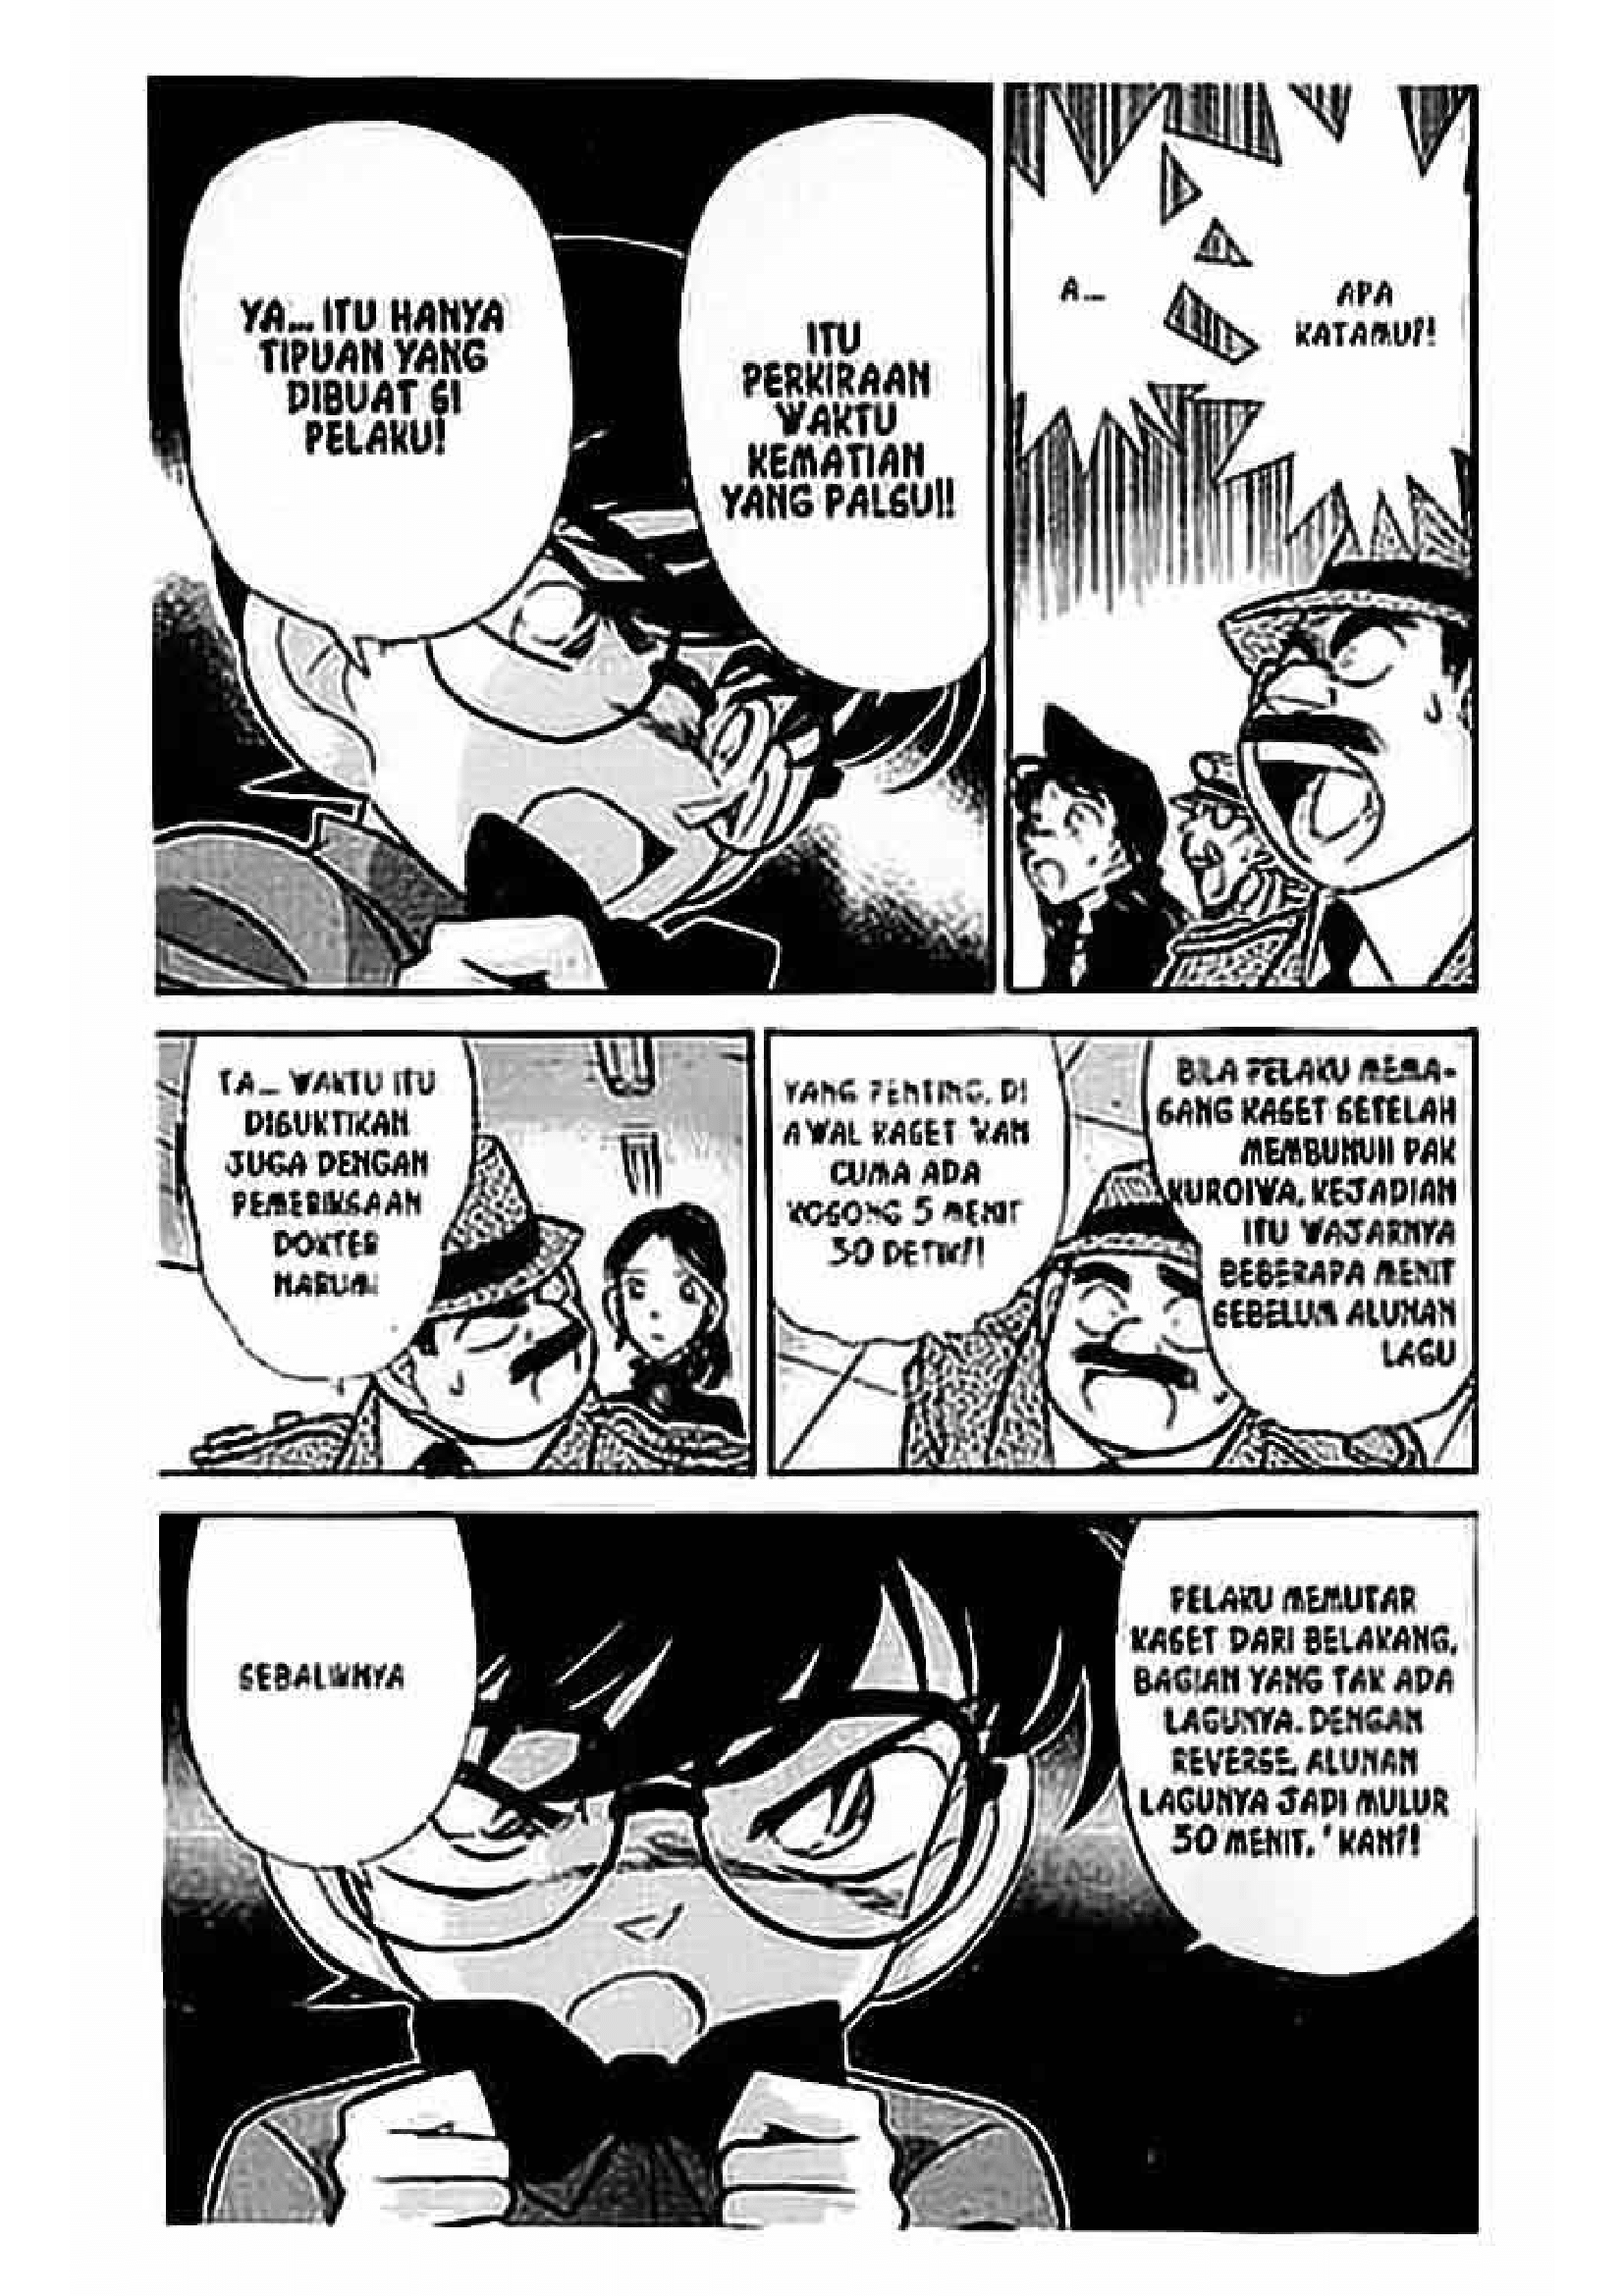 APA
KATAMU?!
A...
ITU
PERKIRAAN
WAKTU
KEMATIAN
YANG PALSU!!
YA... ITU HANYA
TIPUAN YANG
DIBUAT SI
PELAKU!
BILA PELAKU MEMA-
SANG KASET SETELAH
MEMBUNUH PAK
KUROIWA, KEJADIAN
ITU WAJARNYA
BEBERAPA MENIT
SEBELUM ALUNAN
LAGU
YANG PENTING, DI
AWAL KASET 'KAN
CUMA ADA
KOSONG 5 MENIT
30 DETIK?!
TA... WAKTU ITU
DIBUKTIKAN
JUGA DENGAN
PEMERIKSAAN
DOKTER
NARUMI
PELAKU MEMUTAR
KASET DARI BELAKANG,
BAGIAN YANG TAK ADA
LAGUNYA. DENGAN
REVERSE, ALUNAN
LAGUNYA JADI MULUR
30 MENIT, 'KAN?!
SEBALIKNYA